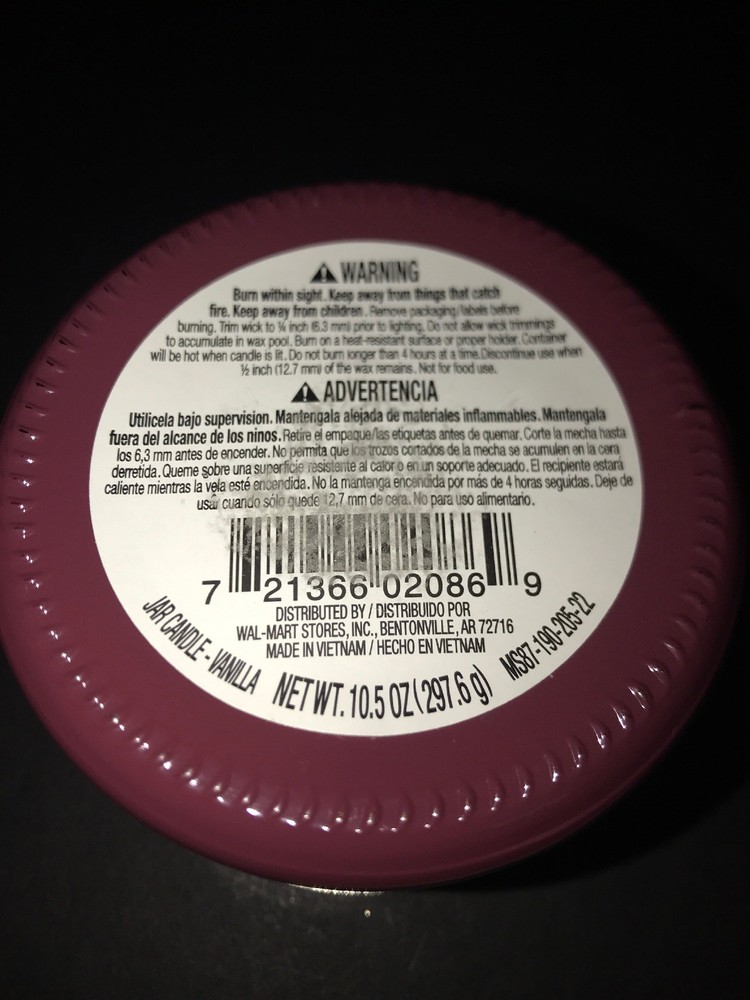 ⚠ WARNING
Burn within sight. Keep away from things that catch
fire. Keep away from children. Remove packaging/labels before
burning. Trim wick to ¼ inch (6.3 mm) prior to lighting. Do not allow wick trimmings
to accumulate in wax pool. Burn on a heat-resistant surface or proper holder. Container
will be hot when candle is lit. Do not burn longer than 4 hours at a time. Discontinue use when
½ inch (12.7 mm) of the wax remains. Not for food use.
⚠ ADVERTENCIA
Utilicela bajo supervision. Mantengala alejada de materiales inflammables. Mantengala
fuera del alcance de los ninos. Retire el empaque/las etiquetas antes de quemar. Corte la mecha hasta
los 6,3 mm antes de encender. No permita que los trozos cortados de la mecha se acumulen en la cera
derretida. Queme sobre una superficie resistente al calor o en un soporte adecuado. El recipiente estará
caliente mientras la vela esté encendida. No la mantenga encendida por más de 4 horas seguidas. Deje de
usar cuando sólo quede 12,7 mm de cera. No para uso alimentario.
7 21366 02086 9
DISTRIBUTED BY / DISTRIBUIDO POR
WAL-MART STORES, INC., BENTONVILLE, AR 72716
MADE IN VIETNAM / HECHO EN VIETNAM
JAR CANDLE - VANILLA NET WT. 10.5 OZ (297.6 g) MS87-190-205-22